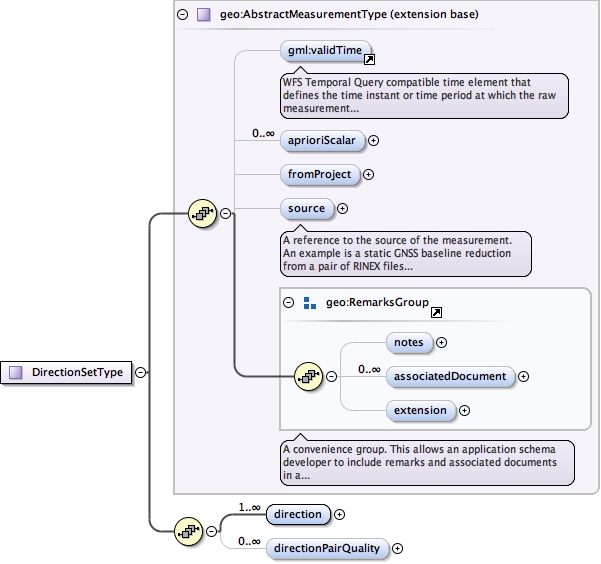 geo:AbstractMeasurementType (extension base)
gml:validTime
WFS Temporal Query compatible time element that
defines the time instant or time period at which the raw
measurement...
0..∞
aprioriScalar
fromProject
source
A reference to the source of the measurement.
An example is a static GNSS baseline reduction
from a pair of RINEX files...
geo:RemarksGroup
notes
0..∞
associatedDocument
extension
A convenience group. This allows an application schema
developer to include remarks and associated documents
in a...
DirectionSetType
1..∞
direction
0..∞
directionPairQuality